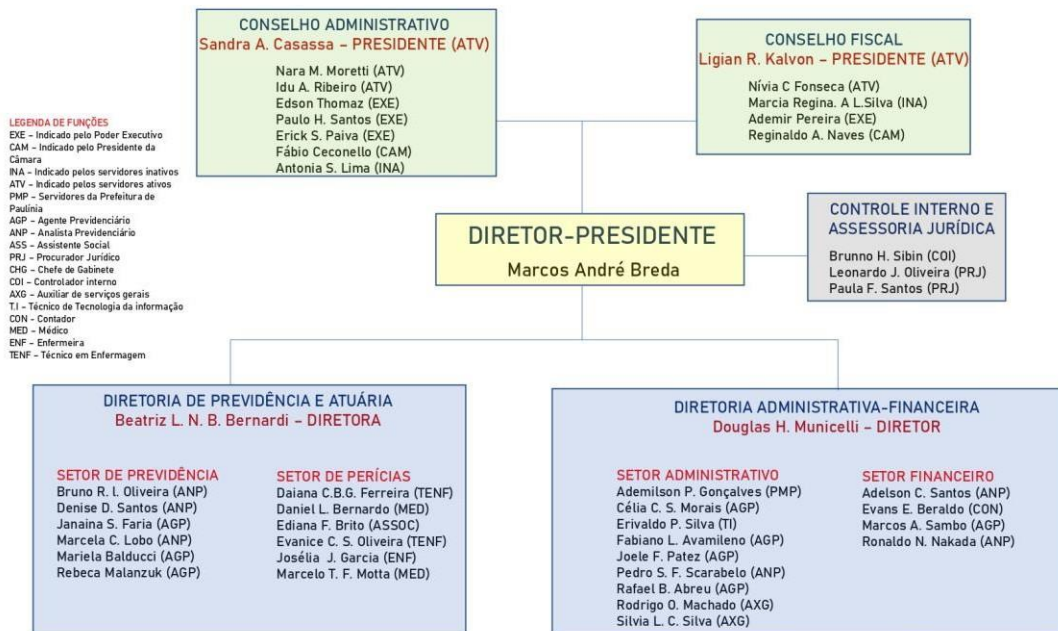 CONSELHO ADMINISTRATIVO
Sandra A. Casassa – PRESIDENTE (ATV)
Nara M. Moretti (ATV)
Idu A. Ribeiro (ATV)
Edson Thomaz (EXE)
Paulo H. Santos (EXE)
Erick S. Paiva (EXE)
Fábio Ceconello (CAM)
Antonia S. Lima (INA)
CONSELHO FISCAL
Ligian R. Kalvon – PRESIDENTE (ATV)
Nívia C Fonseca (ATV)
Marcia Regina. A L.Silva (INA)
Ademir Pereira (EXE)
Reginaldo A. Naves (CAM)
LEGENDA DE FUNÇÕES
EXE – Indicado pelo Poder Executivo
CAM – Indicado pelo Presidente da
Câmara
INA – Indicado pelos servidores inativos
ATV – Indicado pelos servidores ativos
PMP – Servidores da Prefeitura de
Paulínia
AGP – Agente Previdenciário
ANP – Analista Previdenciário
ASS – Assistente Social
PRJ – Procurador Jurídico
CHG – Chefe de Gabinete
COI – Controlador interno
AXG – Auxiliar de serviços gerais
T.I – Técnico de Tecnologia da informação
CON - Contador
MED – Médico
ENF – Enfermeira
TENF – Técnico em Enfermagem
DIRETOR-PRESIDENTE
Marcos André Breda
CONTROLE INTERNO E
ASSESSORIA JURÍDICA
Brunno H. Sibin (COI)
Leonardo J. Oliveira (PRJ)
Paula F. Santos (PRJ)
DIRETORIA DE PREVIDÊNCIA E ATUÁRIA
Beatriz L. N. B. Bernardi – DIRETORA
SETOR DE PREVIDÊNCIA
Bruno R. I. Oliveira (ANP)
Denise D. Santos (ANP)
Janaina S. Faria (AGP)
Marcela C. Lobo (ANP)
Mariela Balducci (AGP)
Rebeca Malanzuk (AGP)
SETOR DE PERÍCIAS
Daiana C.B.G. Ferreira (TENF)
Daniel L. Bernardo (MED)
Ediana F. Brito (ASSOC)
Evanice C. S. Oliveira (TENF)
Josélia J. Garcia (ENF)
Marcelo T. F. Motta (MED)
DIRETORIA ADMINISTRATIVA-FINANCEIRA
Douglas H. Municelli – DIRETOR
SETOR ADMINISTRATIVO
Ademilson P. Gonçalves (PMP)
Célia C. S. Morais (AGP)
Erivaldo P. Silva (TI)
Fabiano L. Avamileno (AGP)
Joele F. Patez (AGP)
Pedro S. F. Scarabelo (ANP)
Rafael B. Abreu (AGP)
Rodrigo O. Machado (AXG)
Silvia L. C. Silva (AXG)
SETOR FINANCEIRO
Adelson C. Santos (ANP)
Evans E. Beraldo (CON)
Marcos A. Sambo (AGP)
Ronaldo N. Nakada (ANP)